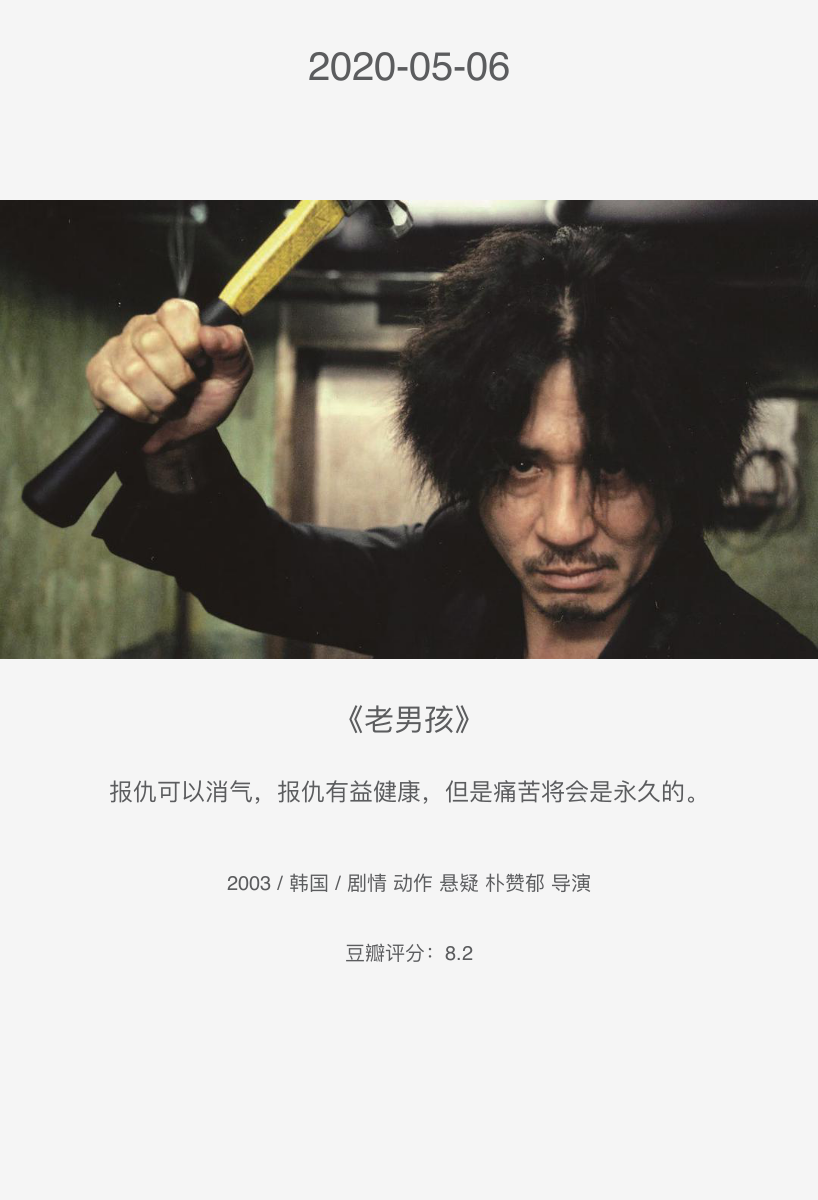 2020-05-06
《老男孩》
报仇可以消气，报仇有益健康，但是痛苦将会是永久的。
2003 / 韩国 / 剧情 动作 悬疑 朴赞郁 导演
豆瓣评分：8.2